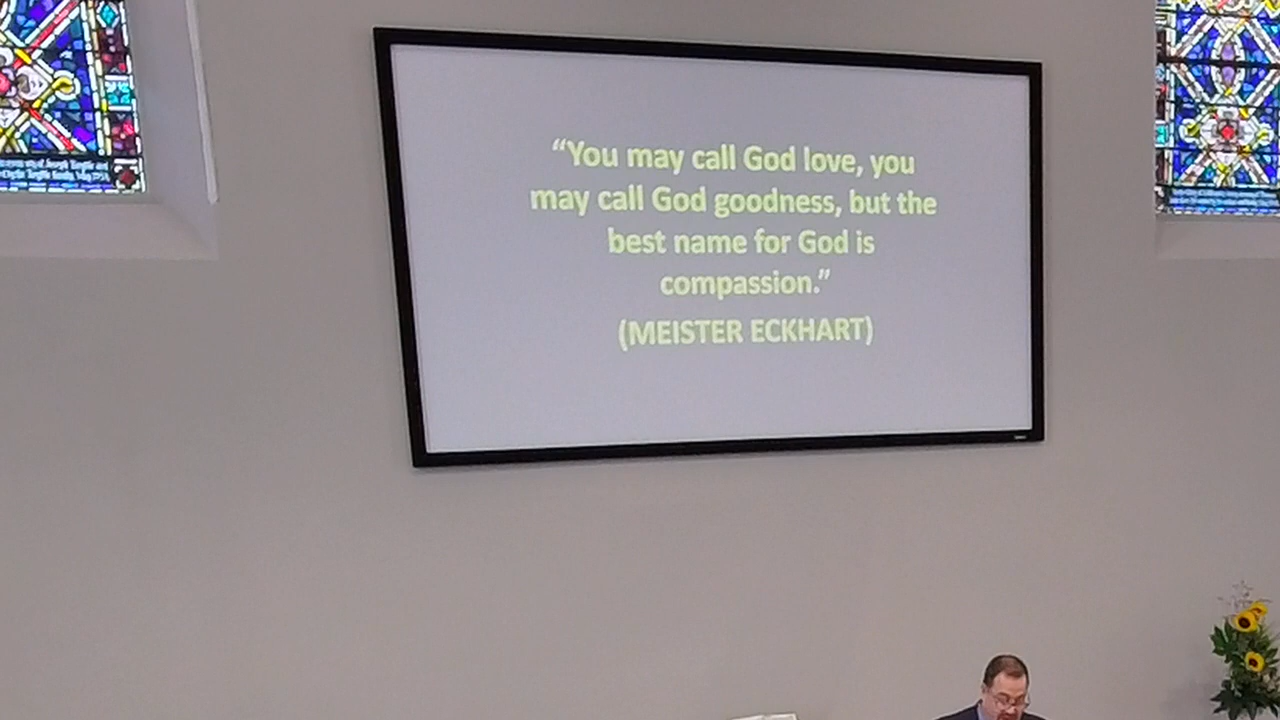 “You may call God love, you
may call God goodness, but the
best name for God is
compassion.”
(MEISTER ECKHART)